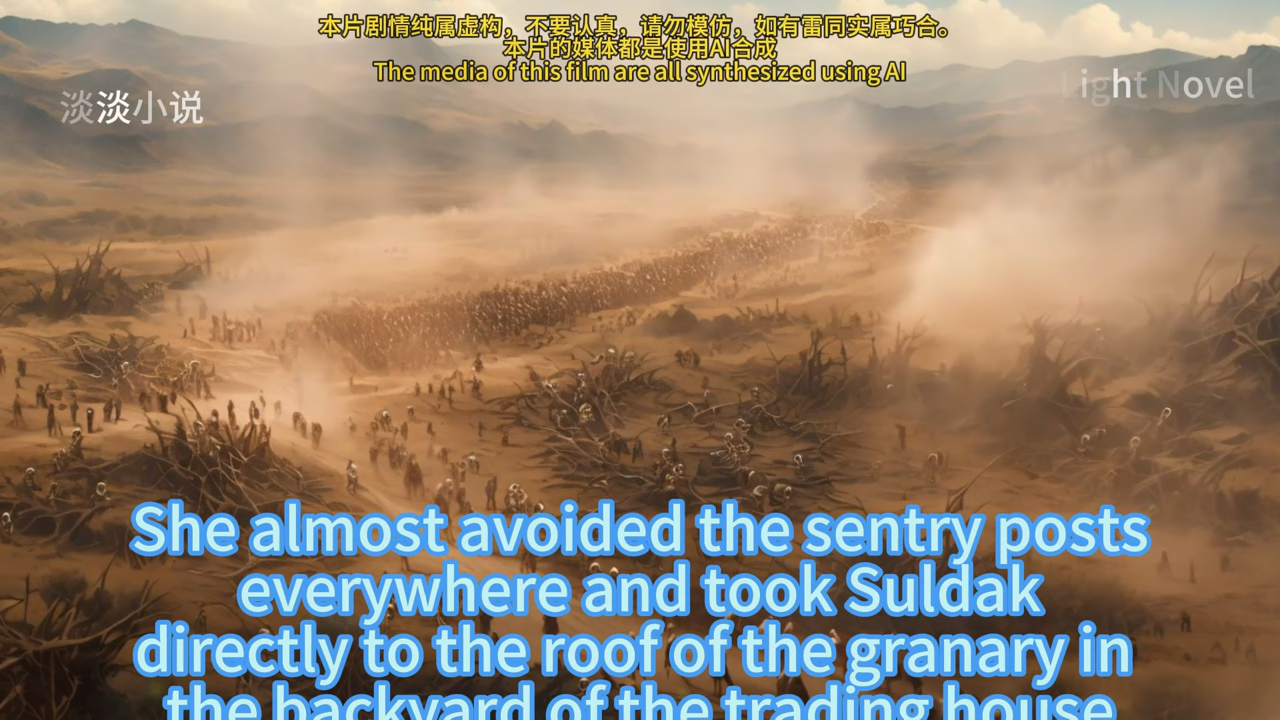 本片剧情纯属虚构，不要认真，请勿模仿，如有雷同实属巧合。
本片的媒体都是使用AI合成
The media of this film are all synthesized using AI
淡淡小说
Light Novel
She almost avoided the sentry posts
everywhere and took Suldak
directly to the roof of the granary in
the backyard of the trading house